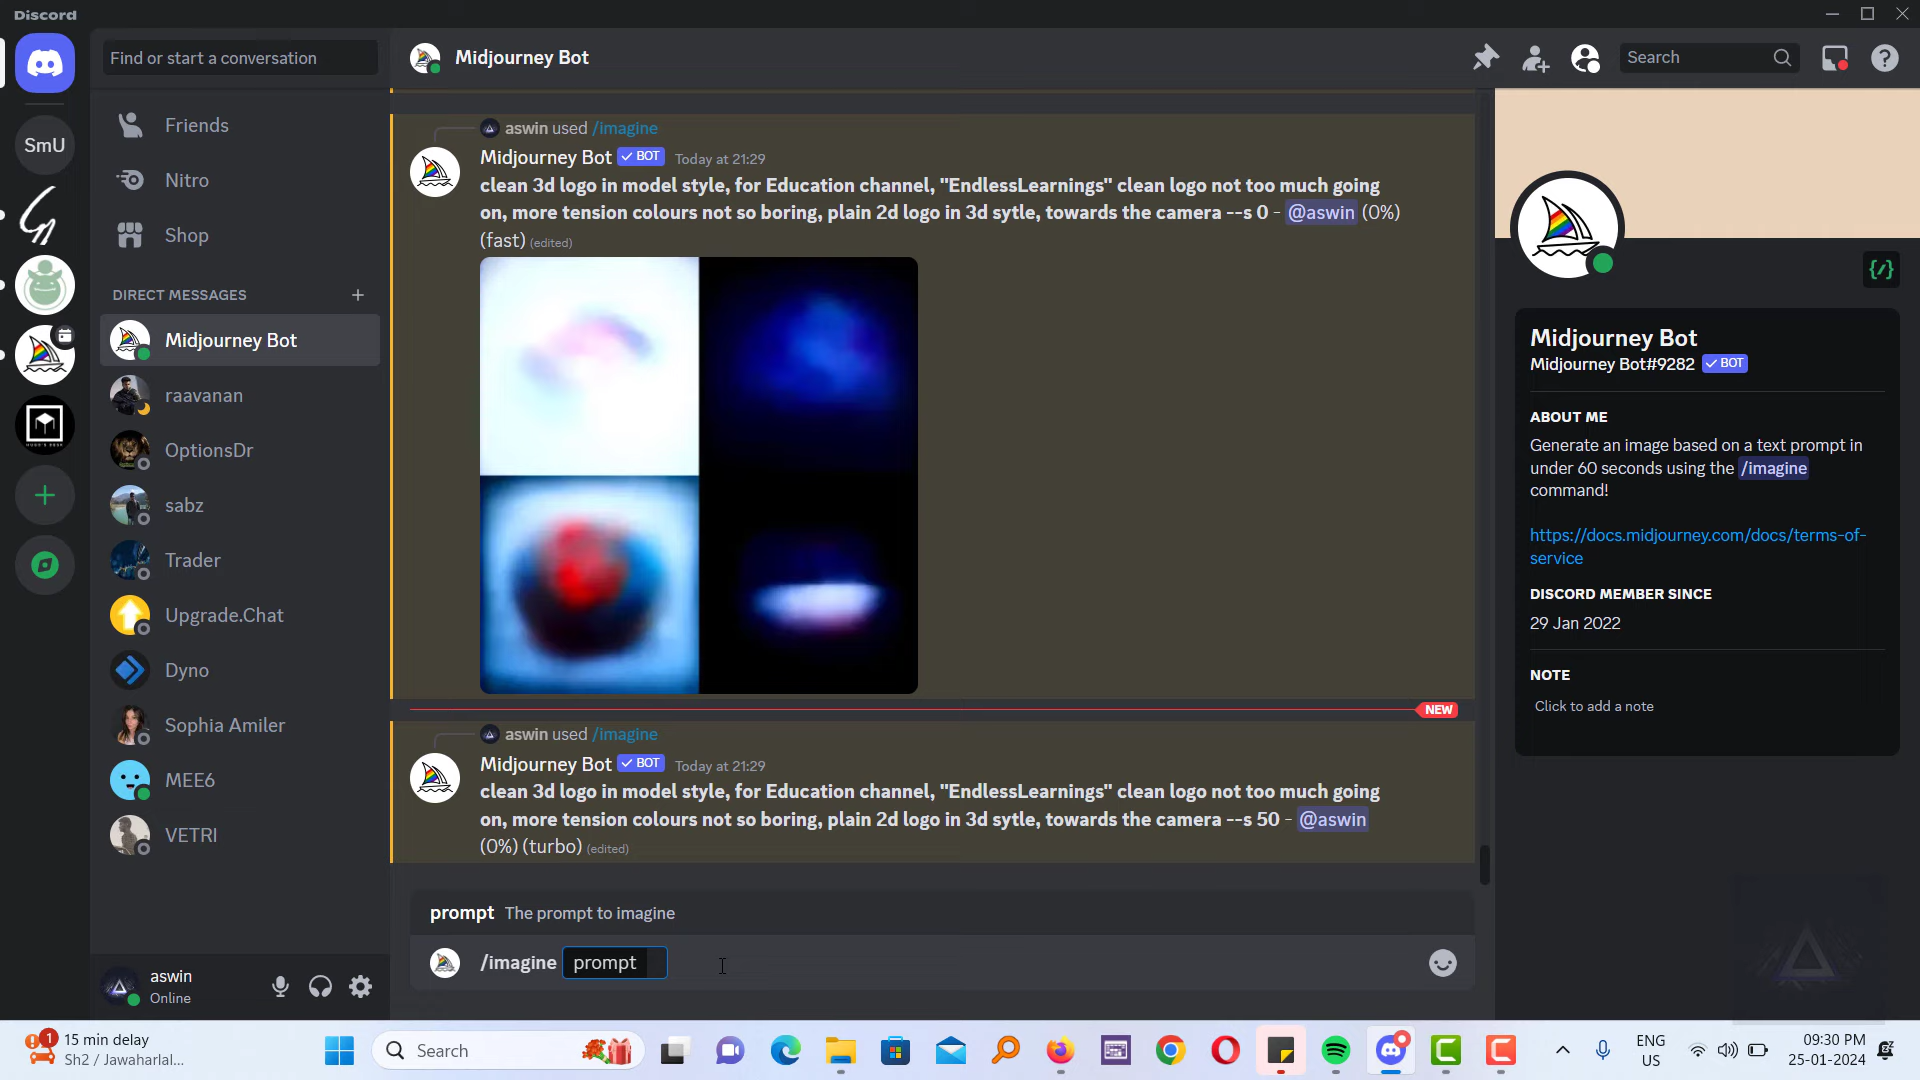 Discord
Find or start a conversation
SmU
Friends
Nitro
Shop
DIRECT MESSAGES
Midjourney Bot
raavanan
OptionsDr
sabz
Trader
Upgrade.Chat
Dyno
Sophia Amiler
MEE6
VETRI
aswin
Online
Midjourney Bot
Search
aswin used /imagine
Midjourney Bot ✓ BOT Today at 21:29
clean 3d logo in model style, for Education channel, "EndlessLearnings" clean logo not too much going
on, more tension colours not so boring, plain 2d logo in 3d sytle, towards the camera --s 0 - @aswin (0%)
(fast) (edited)
NEW
aswin used /imagine
Midjourney Bot ✓ BOT Today at 21:29
clean 3d logo in model style, for Education channel, "EndlessLearnings" clean logo not too much going
on, more tension colours not so boring, plain 2d logo in 3d sytle, towards the camera --s 50 - @aswin
(0%) (turbo) (edited)
prompt The prompt to imagine
/imagine prompt
Midjourney Bot
Midjourney Bot#9282 ✓ BOT
ABOUT ME
Generate an image based on a text prompt in
under 60 seconds using the /imagine
command!
https://docs.midjourney.com/docs/terms-of-
service
DISCORD MEMBER SINCE
29 Jan 2022
NOTE
Click to add a note
1
15 min delay
Sh2 / Jawaharlal...
Search
ENG
US
09:30 PM
25-01-2024